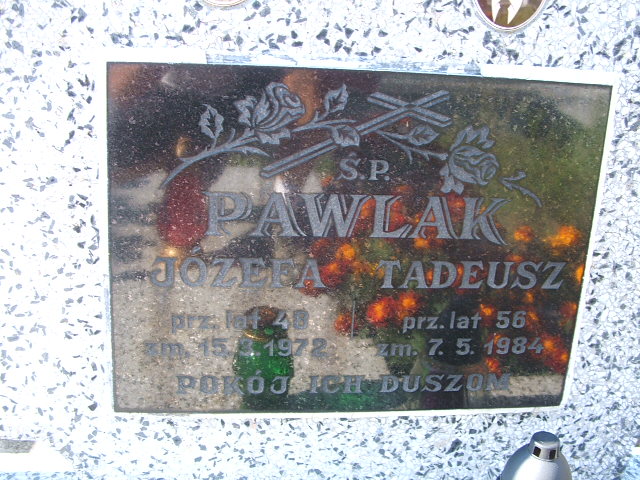 Ś.P.
PAWLAK
JÓZEFA TADEUSZ
prz. lat 48 prz. lat 56
zm. 15. 3. 1972 zm. 7. 5. 1984
POKÓJ ICH DUSZOM